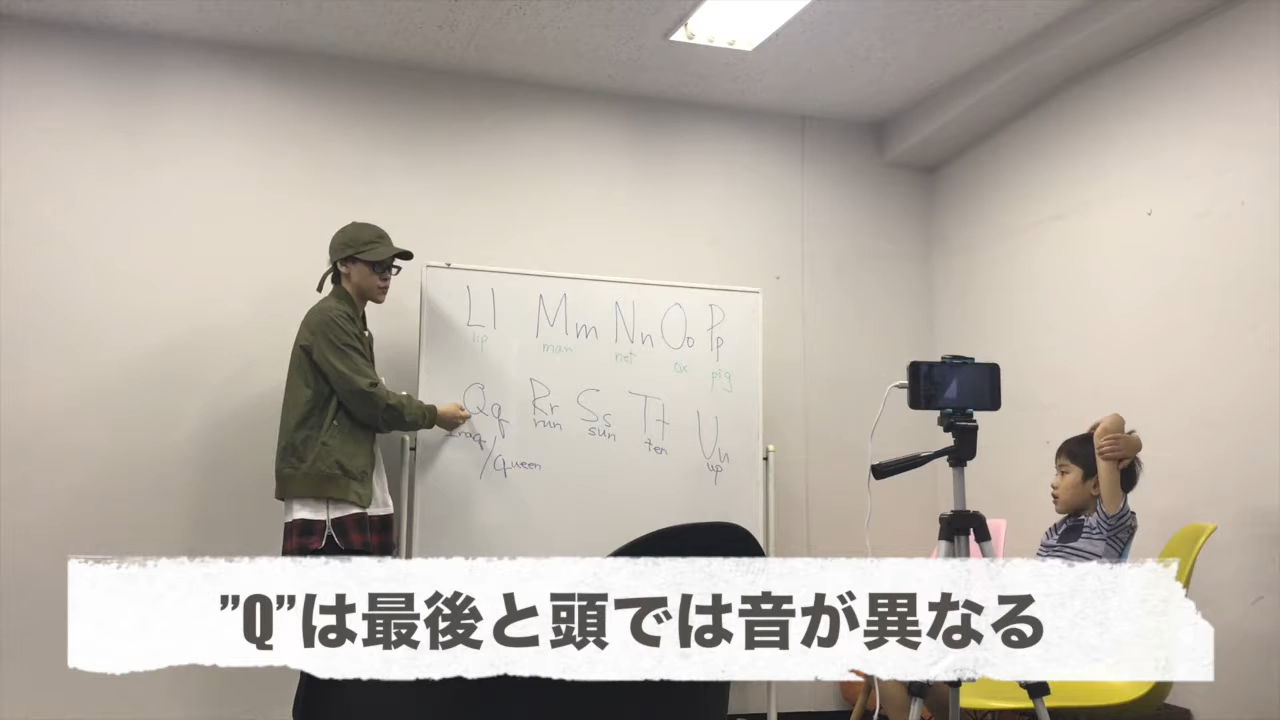 Ll Mm Nn Oo Pp
lip man net ox pig
Qq Rr Ss Tt Uu
Iraq/Queen run sun ten up
”Q”は最後と頭では音が異なる